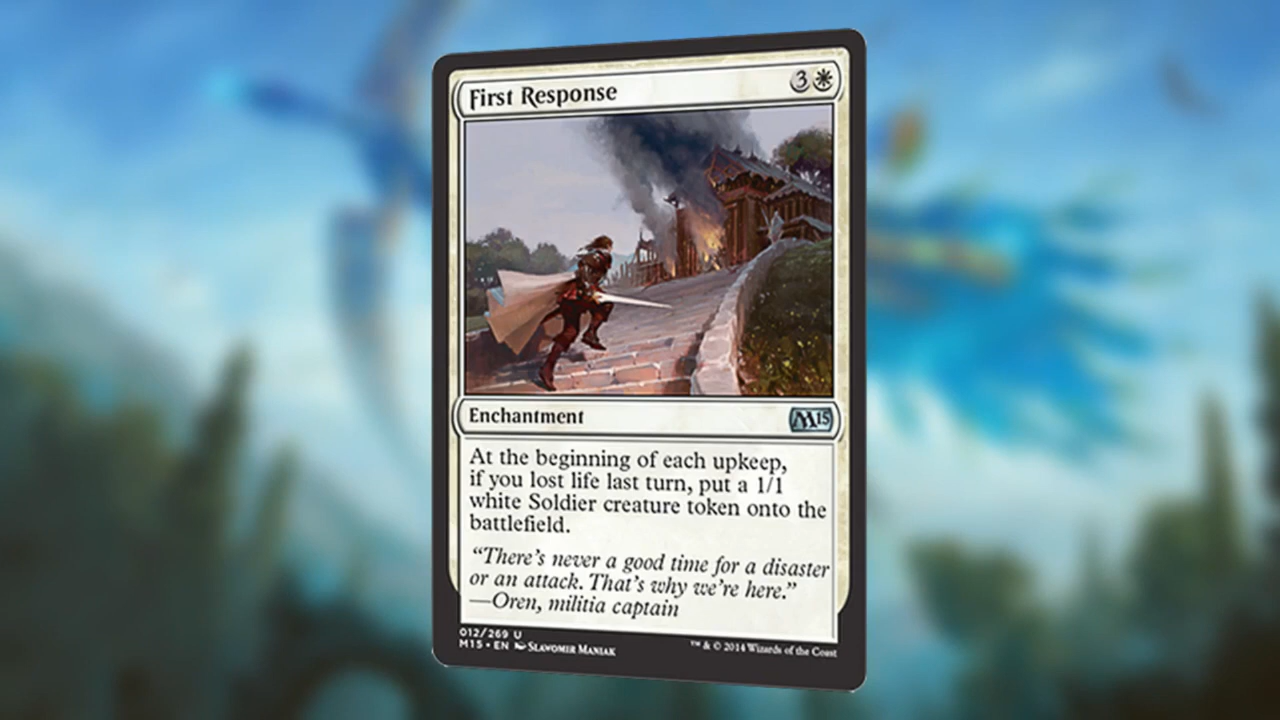 First Response 3
Enchantment M15
At the beginning of each upkeep,
if you lost life last turn, put a 1/1
white Soldier creature token onto the
battlefield.
“There’s never a good time for a disaster
or an attack. That’s why we’re here.”
—Oren, militia captain
012/269 U
M15 • EN Slawomir Maniak
™ & © 2014 Wizards of the Coast